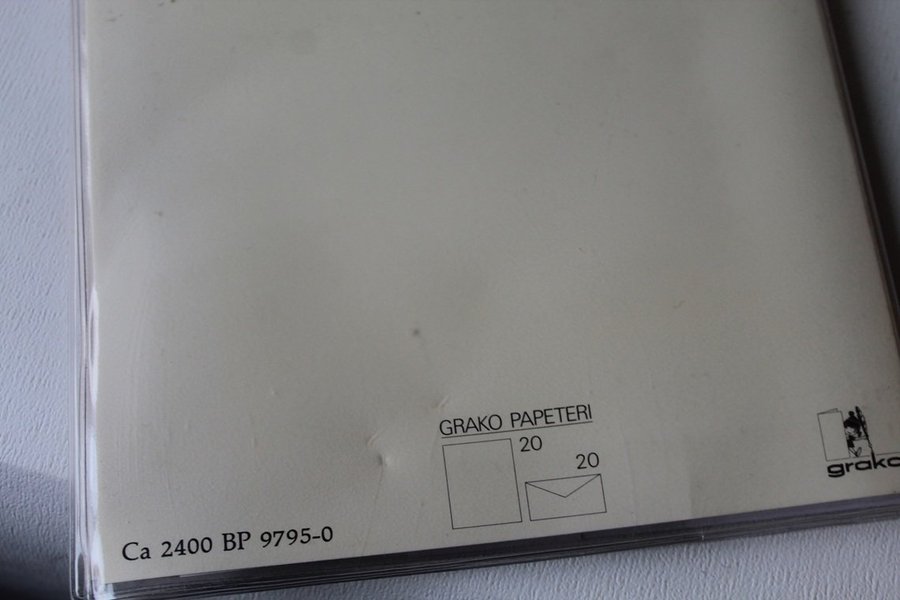 GRAKO PAPETERI
20
20
grako
Ca 2400 BP 9795-0